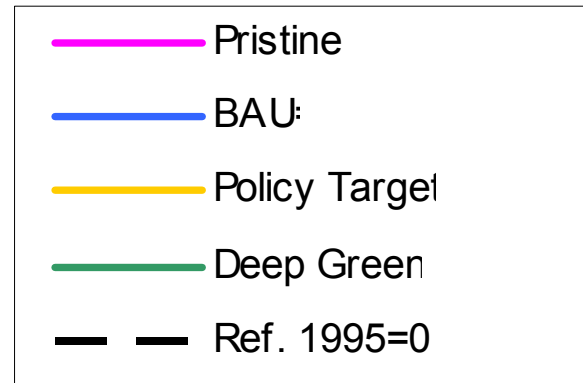 Pristine
BAU=
Policy Target
Deep Green
Ref. 1995=0